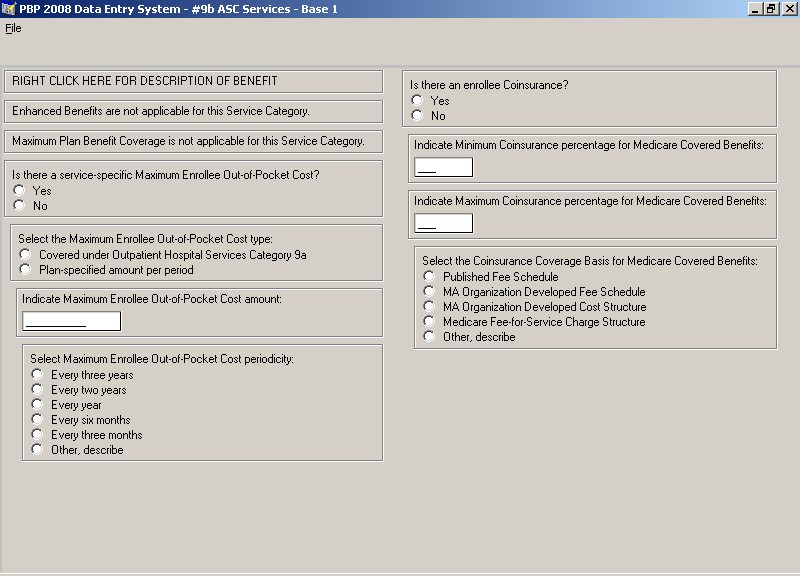 PBP 2008 Data Entry System - #9b ASC Services - Base 1
File
RIGHT CLICK HERE FOR DESCRIPTION OF BENEFIT
Enhanced Benefits are not applicable for this Service Category.
Maximum Plan Benefit Coverage is not applicable for this Service Category.
Is there a service-specific Maximum Enrollee Out-of-Pocket Cost?
Yes
No
Select the Maximum Enrollee Out-of-Pocket Cost type:
Covered under Outpatient Hospital Services Category 9a
Plan-specified amount per period
Indicate Maximum Enrollee Out-of-Pocket Cost amount:
Select Maximum Enrollee Out-of-Pocket Cost periodicity:
Every three years
Every two years
Every year
Every six months
Every three months
Other, describe
Is there an enrollee Coinsurance?
Yes
No
Indicate Minimum Coinsurance percentage for Medicare Covered Benefits:
Indicate Maximum Coinsurance percentage for Medicare Covered Benefits:
Select the Coinsurance Coverage Basis for Medicare Covered Benefits:
Published Fee Schedule
MA Organization Developed Fee Schedule
MA Organization Developed Cost Structure
Medicare Fee-for-Service Charge Structure
Other, describe